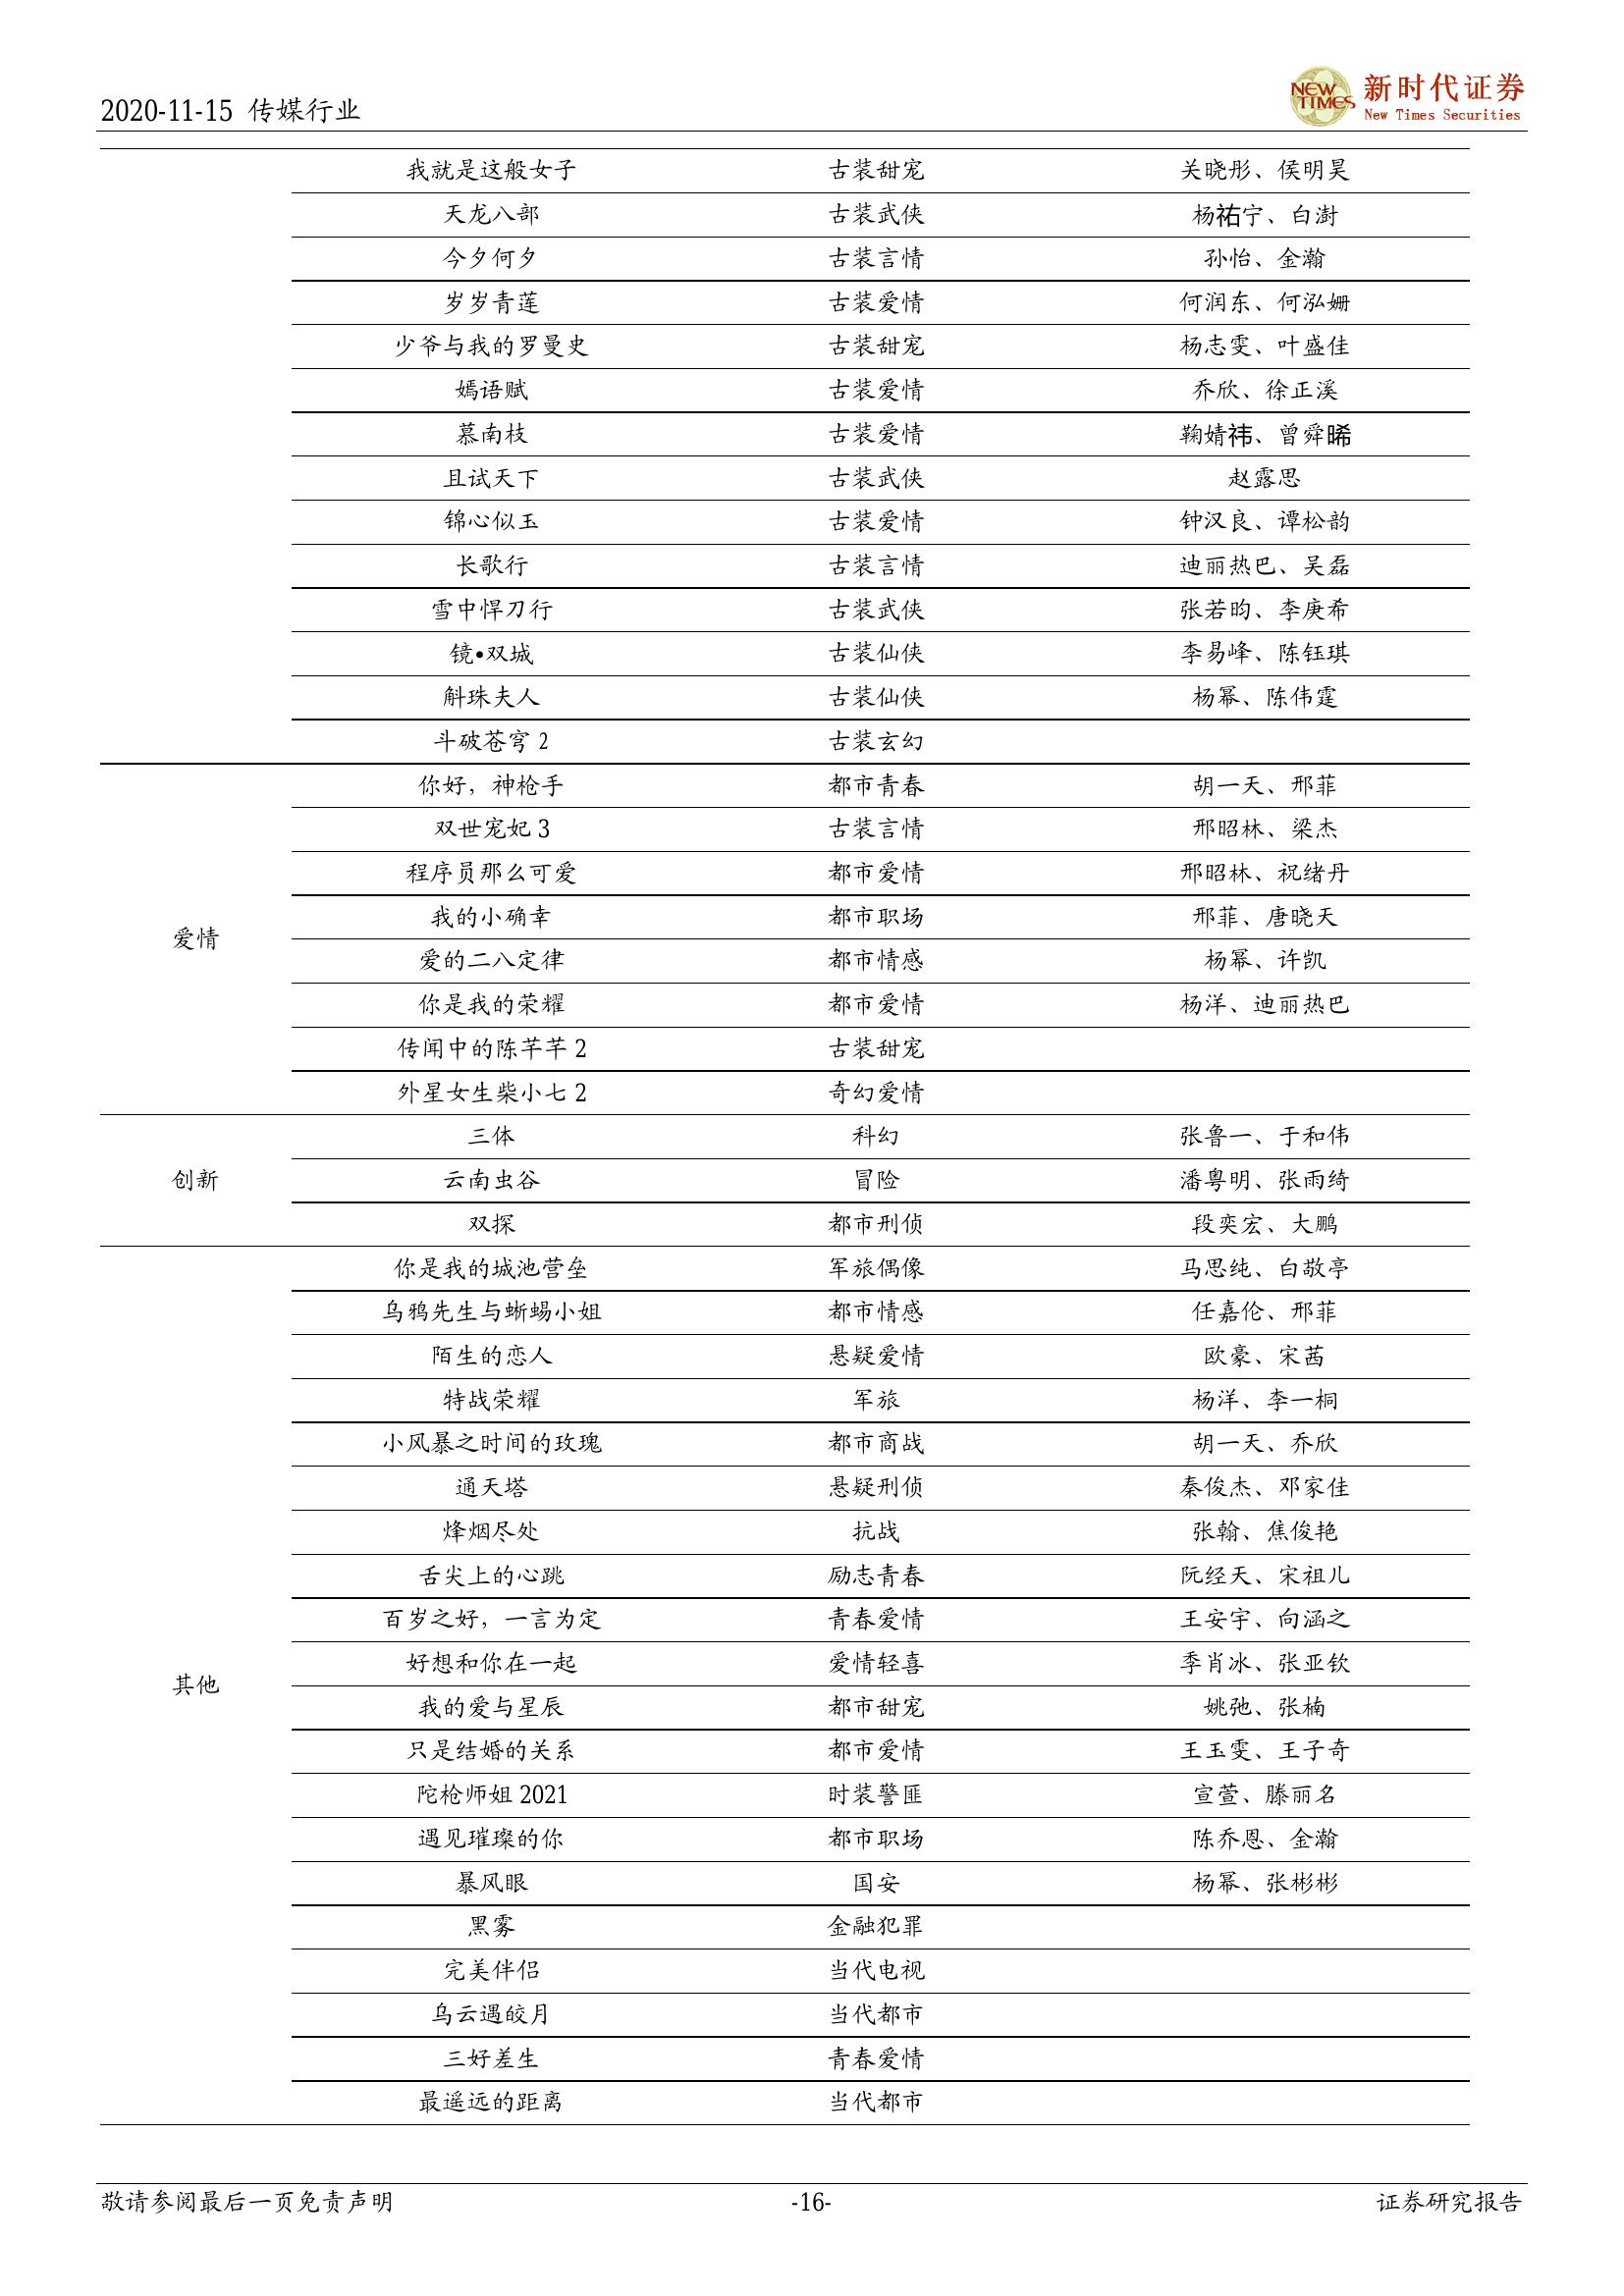 2020-11-15 传媒行业
NEW TIMES 新时代证券
New Times Securities
我就是这般女子 古装甜宠 关晓彤、侯明昊
天龙八部 古装武侠 杨祐宁、白澍
今夕何夕 古装言情 孙怡、金瀚
岁岁青莲 古装爱情 何润东、何泓姗
少爷与我的罗曼史 古装甜宠 杨志雯、叶盛佳
嫣语赋 古装爱情 乔欣、徐正溪
慕南枝 古装爱情 鞠婧祎、曾舜晞
且试天下 古装武侠 赵露思
锦心似玉 古装爱情 钟汉良、谭松韵
长歌行 古装言情 迪丽热巴、吴磊
雪中悍刀行 古装武侠 张若昀、李庚希
镜•双城 古装仙侠 李易峰、陈钰琪
斛珠夫人 古装仙侠 杨幂、陈伟霆
斗破苍穹 2 古装玄幻
爱情 你好，神枪手 都市青春 胡一天、邢菲
双世宠妃 3 古装言情 邢昭林、梁杰
程序员那么可爱 都市爱情 邢昭林、祝绪丹
我的小确幸 都市职场 邢菲、唐晓天
爱的二八定律 都市情感 杨幂、许凯
你是我的荣耀 都市爱情 杨洋、迪丽热巴
传闻中的陈芊芊 2 古装甜宠
外星女生柴小七 2 奇幻爱情
创新 三体 科幻 张鲁一、于和伟
云南虫谷 冒险 潘粤明、张雨绮
双探 都市刑侦 段奕宏、大鹏
其他 你是我的城池营垒 军旅偶像 马思纯、白敬亭
乌鸦先生与蜥蜴小姐 都市情感 任嘉伦、邢菲
陌生的恋人 悬疑爱情 欧豪、宋茜
特战荣耀 军旅 杨洋、李一桐
小风暴之时间的玫瑰 都市商战 胡一天、乔欣
通天塔 悬疑刑侦 秦俊杰、邓家佳
烽烟尽处 抗战 张翰、焦俊艳
舌尖上的心跳 励志青春 阮经天、宋祖儿
百岁之好，一言为定 青春爱情 王安宇、向涵之
好想和你在一起 爱情轻喜 季肖冰、张亚钦
我的爱与星辰 都市甜宠 姚弛、张楠
只是结婚的关系 都市爱情 王玉雯、王子奇
陀枪师姐 2021 时装警匪 宣萱、滕丽名
遇见璀璨的你 都市职场 陈乔恩、金瀚
暴风眼 国安 杨幂、张彬彬
黑雾 金融犯罪
完美伴侣 当代电视
乌云遇皎月 当代都市
三好差生 青春爱情
最遥远的距离 当代都市
敬请参阅最后一页免责声明 -16- 证券研究报告